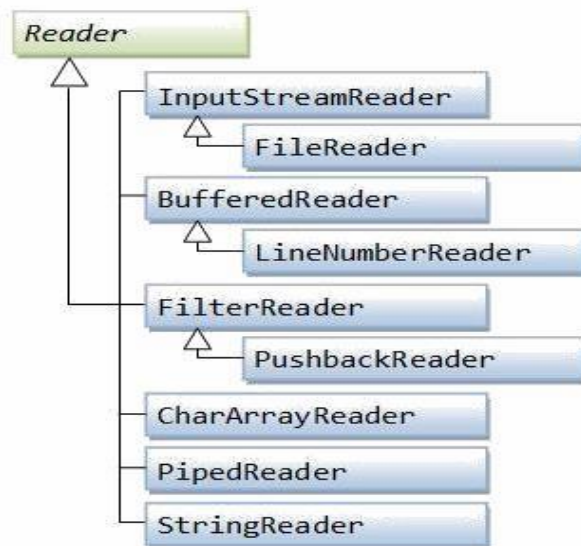 Reader
InputStreamReader
FileReader
BufferedReader
LineNumberReader
FilterReader
PushbackReader
CharArrayReader
PipedReader
StringReader